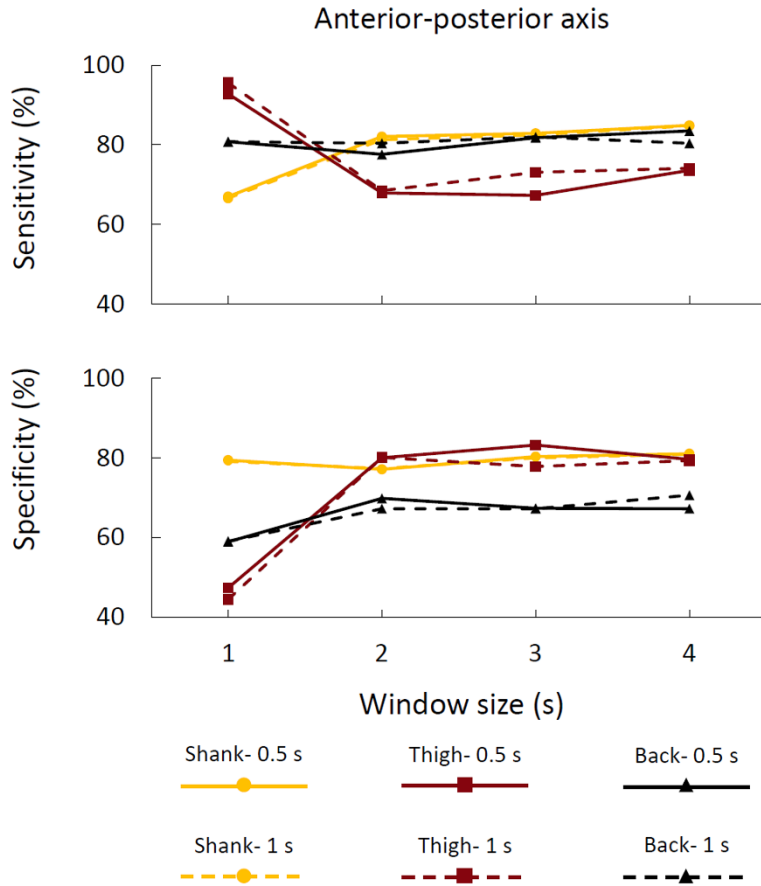 Anterior-posterior axis
Sensitivity (%)
100
80
60
40
Specificity (%)
100
80
60
40
1 2 3 4
Window size (s)
Shank- 0.5 s Thigh- 0.5 s Back- 0.5 s
Shank- 1 s Thigh- 1 s Back- 1 s